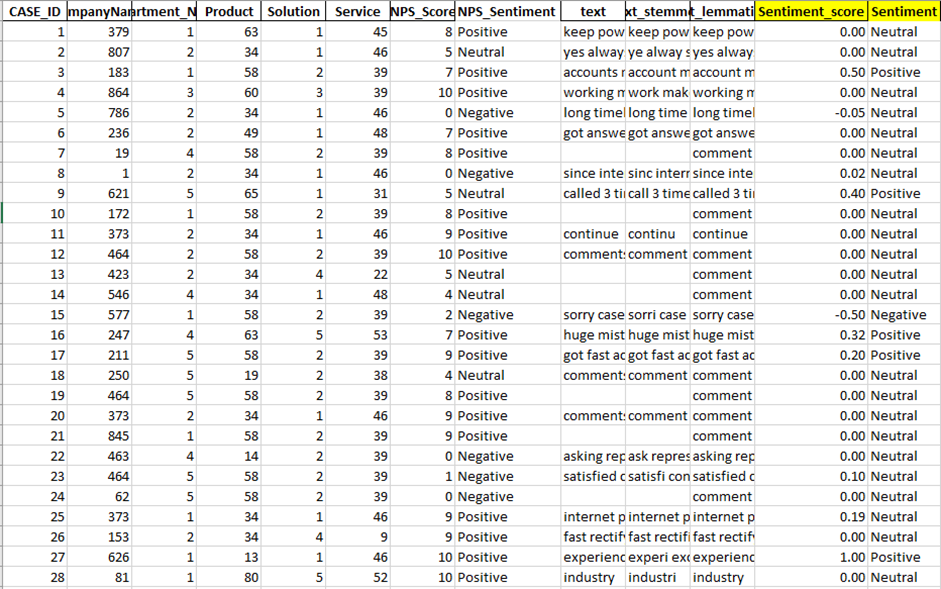 CASE_ID mpanyNar artment_N Product Solution Service NPS_Score NPS_Sentiment text xt_stemme t_lemmati Sentiment_score Sentiment
1 379 1 63 1 45 8 Positive keep pow keep pow keep pow 0.00 Neutral
2 807 2 34 1 46 5 Neutral yes alway ye alway s yes alway 0.00 Neutral
3 183 1 58 2 39 7 Positive accounts r account m account m 0.50 Positive
4 864 3 60 3 39 10 Positive working m work mak working m 0.00 Neutral
5 786 2 34 1 46 0 Negative long timel long time long timel -0.05 Neutral
6 236 2 49 1 48 7 Positive got answe got answe got answe 0.00 Neutral
7 19 4 58 2 39 8 Positive comment 0.00 Neutral
8 1 2 34 1 46 0 Negative since inte sinc interr since inte 0.02 Neutral
9 621 5 65 1 31 5 Neutral called 3 ti call 3 time called 3 ti 0.40 Positive
10 172 1 58 2 39 8 Positive comment 0.00 Neutral
11 373 2 34 1 46 9 Positive continue continu continue 0.00 Neutral
12 464 2 58 2 39 10 Positive comments comment comment 0.00 Neutral
13 423 2 34 4 22 5 Neutral comment 0.00 Neutral
14 546 4 34 1 48 4 Neutral comment 0.00 Neutral
15 577 1 58 2 39 2 Negative sorry case sorri case sorry case -0.50 Negative
16 247 4 63 5 53 7 Positive huge mist huge mist huge mist 0.32 Positive
17 211 5 58 2 39 9 Positive got fast ac got fast ac got fast ac 0.20 Positive
18 250 5 19 2 38 4 Neutral comments comment comment 0.00 Neutral
19 464 5 58 2 39 8 Positive comment 0.00 Neutral
20 373 2 34 1 46 9 Positive comments comment comment 0.00 Neutral
21 845 1 58 2 39 9 Positive comment 0.00 Neutral
22 463 4 14 2 39 0 Negative asking rep ask repres asking rep 0.00 Neutral
23 464 5 58 2 39 1 Negative satisfied c satisfi con satisfied c 0.10 Neutral
24 62 5 58 2 39 0 Negative comment 0.00 Neutral
25 373 1 34 1 46 9 Positive internet p internet p internet p 0.19 Neutral
26 153 2 34 4 9 9 Positive fast rectif fast rectifi fast rectif 0.00 Neutral
27 626 1 13 1 46 10 Positive experienc experi exc experienc 1.00 Positive
28 81 1 80 5 52 10 Positive industry industri industry 0.00 Neutral